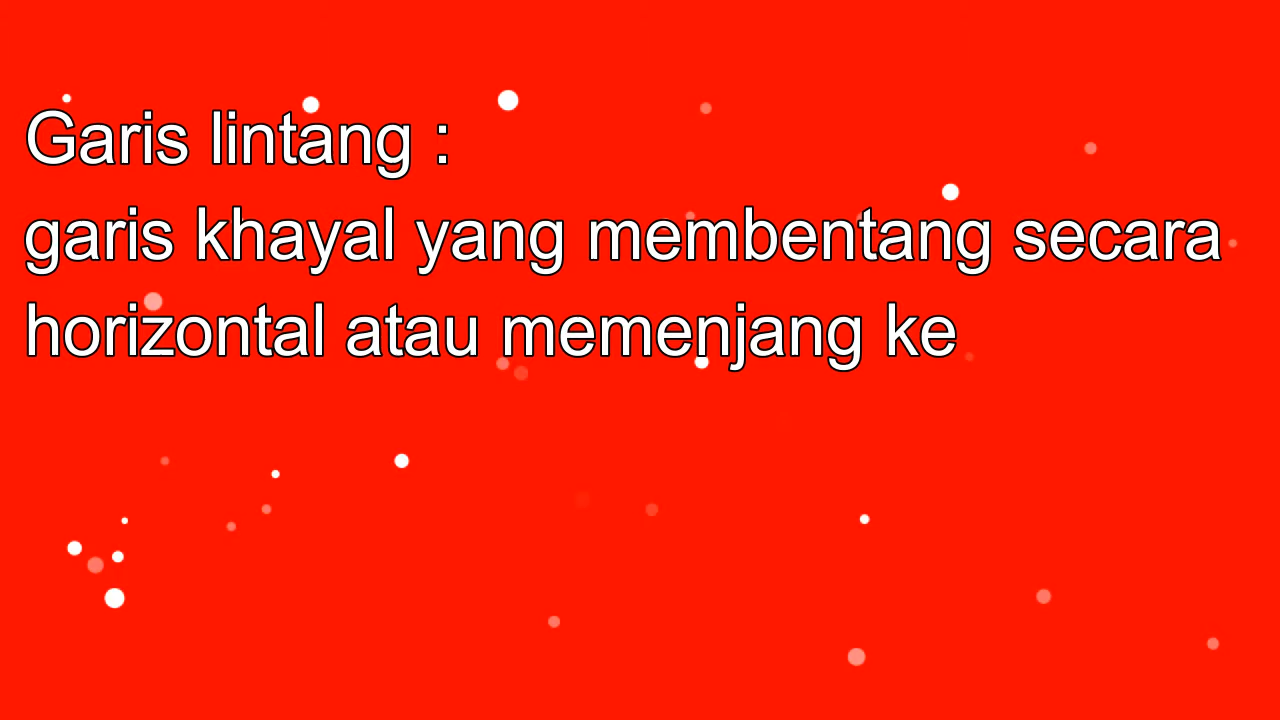 Garis lintang :
garis khayal yang membentang secara
horizontal atau memenjang ke